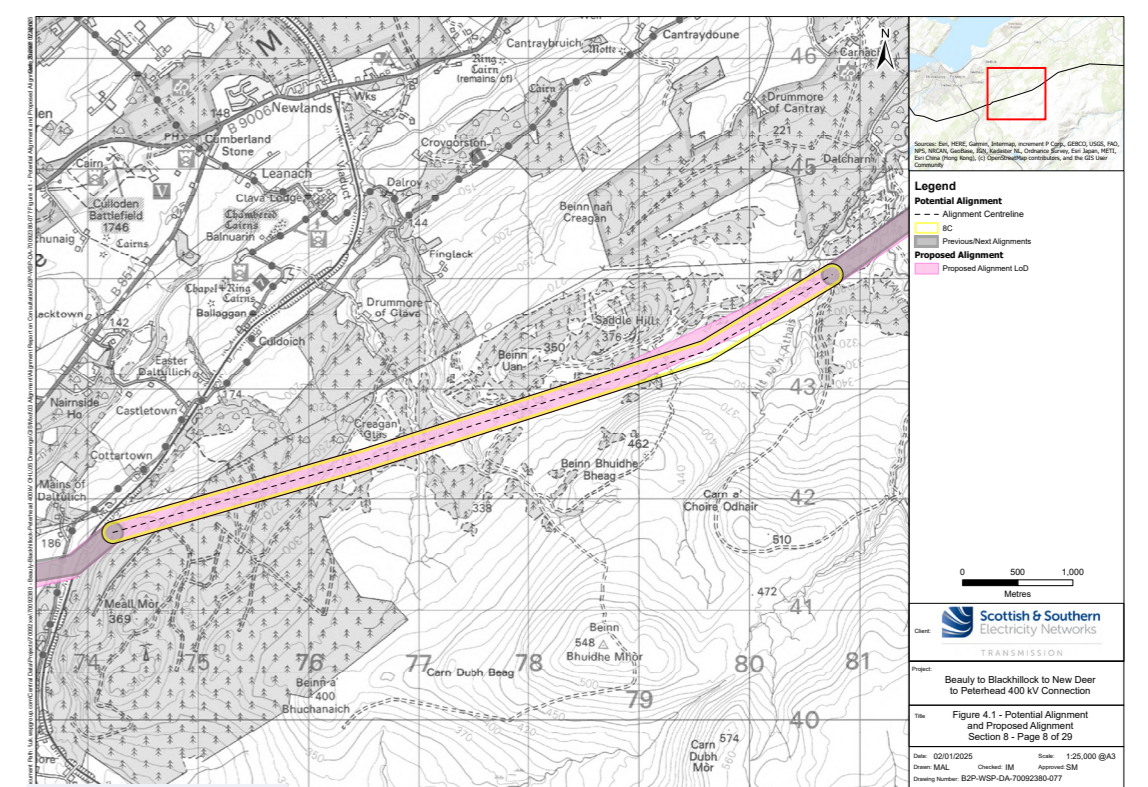 Cantraybruich
Motte
Cantraydoune
Ring
Cairn
(remains of)
Cairn
Carnach
N
46
M
Newlands
Wks
148
B 9006
PH
Cumberland
Stone
Leanach
Viaduct
Croygorston
Drummore
of Cantray
221
Dalcharn
45
Cairn
V
Culloden
Battlefield
1746
Cairns
Clava Lodge
Chambered
Cairns
Balnuarin
Dalroy
144
Beinn nan
Creagan
Finglack
B 851
Chapel+Ring
Cairns
Ballaggan
Drummore
of Clava
142
Culdoich
Saddle Hill
376
350
Beinn
Uan
Easter
Daltullich
174
43
Nairnside
Ho
Castletown
Creagan
Glas
Cottartown
462
Beinn Bhuidhe
Bheag
Mains of
Daltulich
42
Carn a'
Choire Odhair
338
510
186
472
41
Meall Mòr
369
Beinn
548
Bhuidhe Mhòr
74
75
76
77
78
80
81
Carn Dubh Beag
Beinn a'
400
Bhuchanaich
79
40
574
Carn
Dubh
Mòr
Sources: Esri, HERE, Garmin, Intermap, increment P Corp., GEBCO, USGS, FAO,
NPS, NRCAN, GeoBase, IGN, Kadaster NL, Ordnance Survey, Esri Japan, METI,
Esri China (Hong Kong), (c) OpenStreetMap contributors, and the GIS User
Community
Legend
Potential Alignment
Alignment Centreline
8C
Previous/Next Alignments
Proposed Alignment
Proposed Alignment LoD
0 500 1,000
Metres
Client:
Scottish & Southern
Electricity Networks
TRANSMISSION
Project:
Beauly to Blackhillock to New Deer
to Peterhead 400 kV Connection
Title
Figure 4.1 - Potential Alignment
and Proposed Alignment
Section 8 - Page 8 of 29
Date: 02/01/2025 Scale: 1:25,000 @A3
Drawn: MAL Checked: IM Approved: SM
Drawing Number: B2P-WSP-DA-70092380-077